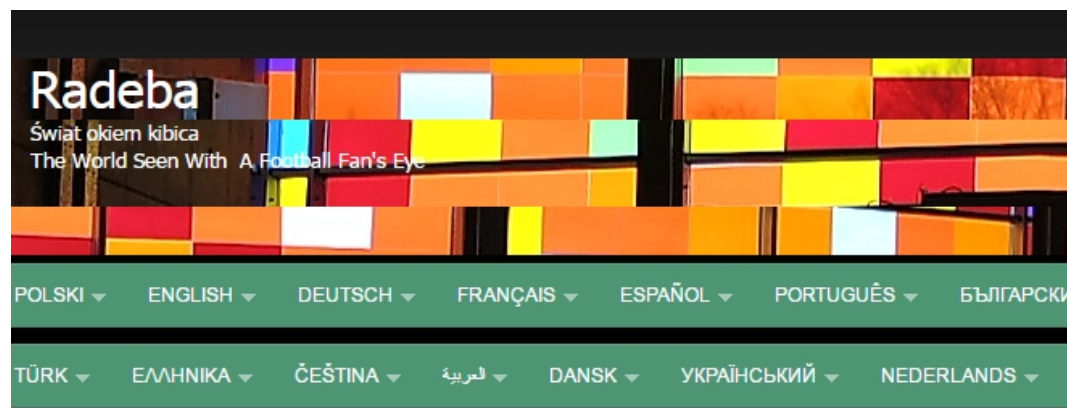 Radeba
Świat okiem kibica
The World Seen With A Football Fan's Eye
POLSKI ENGLISH DEUTSCH FRANÇAIS ESPAÑOL PORTUGUÊS БЪЛГАРСКИ
TÜRK ΕΛΛΗΝΙΚΑ ČEŠTINA العربية DANSK УКРАЇНСЬКИЙ NEDERLANDS